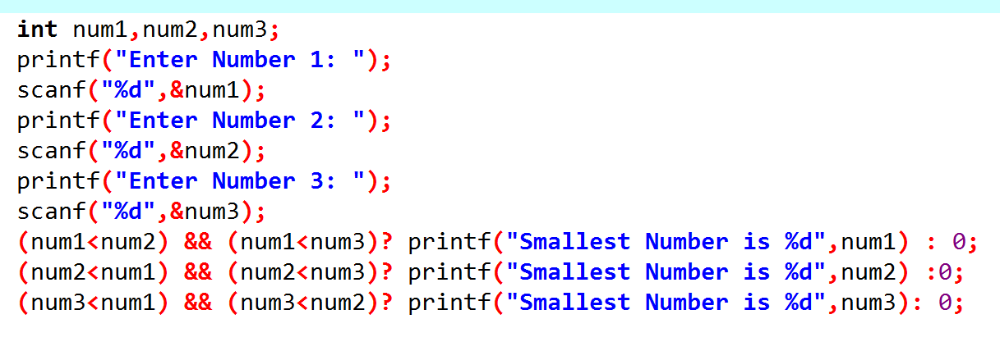 int num1,num2,num3;
printf("Enter Number 1: ");
scanf("%d",&num1);
printf("Enter Number 2: ");
scanf("%d",&num2);
printf("Enter Number 3: ");
scanf("%d",&num3);
(num1<num2) && (num1<num3)? printf("Smallest Number is %d",num1) : 0;
(num2<num1) && (num2<num3)? printf("Smallest Number is %d",num2) :0;
(num3<num1) && (num3<num2)? printf("Smallest Number is %d",num3): 0;